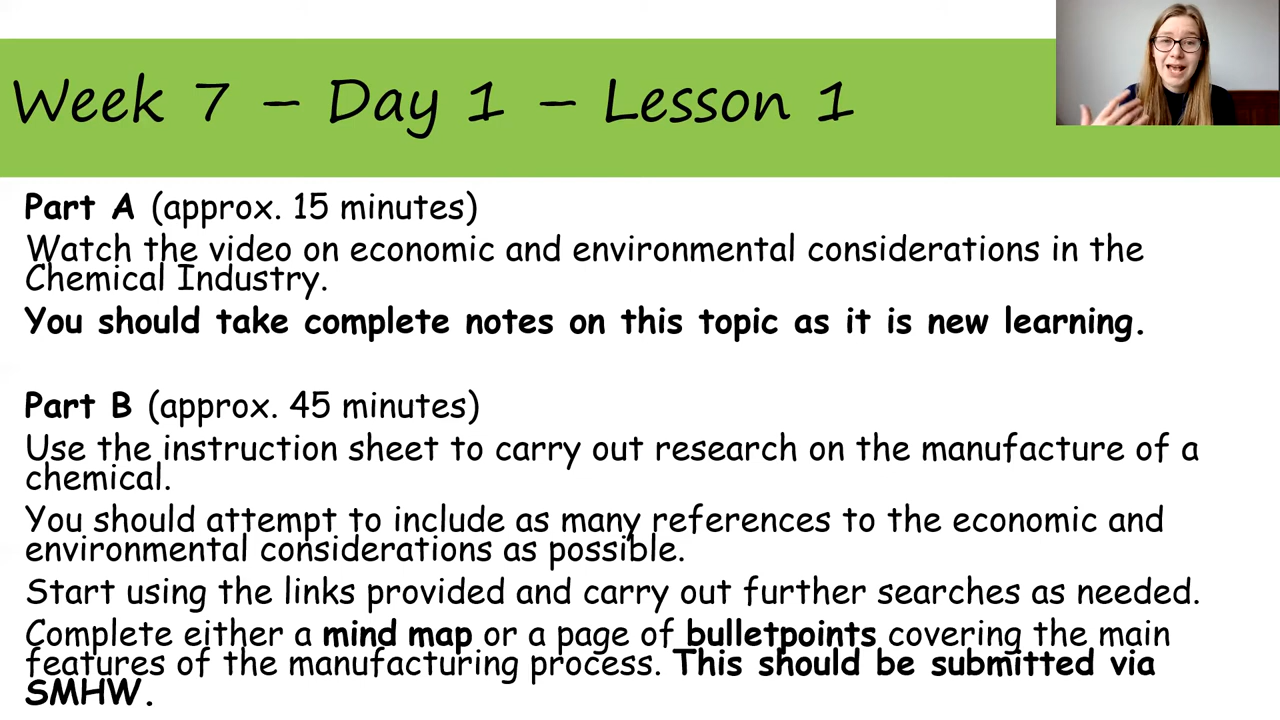 Week 7 – Day 1 – Lesson 1
Part A (approx. 15 minutes)
Watch the video on economic and environmental considerations in the
Chemical Industry.
You should take complete notes on this topic as it is new learning.
Part B (approx. 45 minutes)
Use the instruction sheet to carry out research on the manufacture of a
chemical.
You should attempt to include as many references to the economic and
environmental considerations as possible.
Start using the links provided and carry out further searches as needed.
Complete either a mind map or a page of bulletpoints covering the main
features of the manufacturing process. This should be submitted via
SMHW.